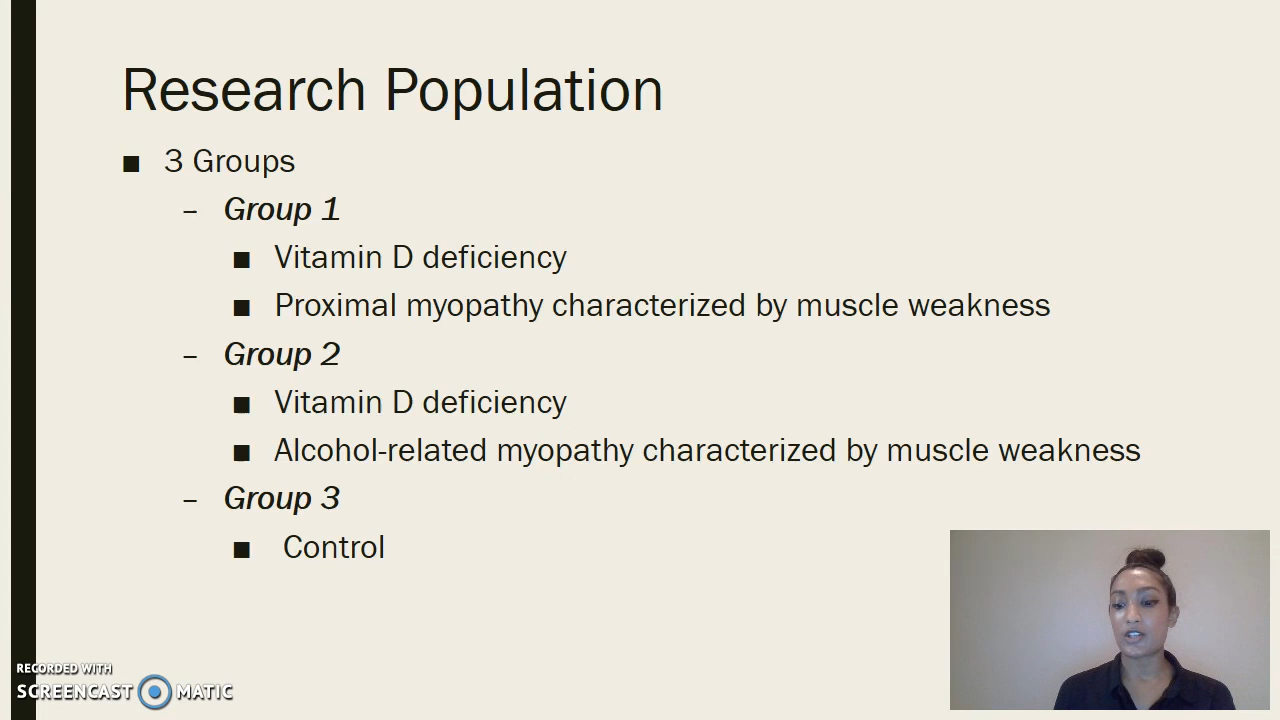 Research Population
■ 3 Groups
– Group 1
■ Vitamin D deficiency
■ Proximal myopathy characterized by muscle weakness
– Group 2
■ Vitamin D deficiency
■ Alcohol-related myopathy characterized by muscle weakness
– Group 3
■ Control
RECORDED WITH
SCREENCAST MATIC